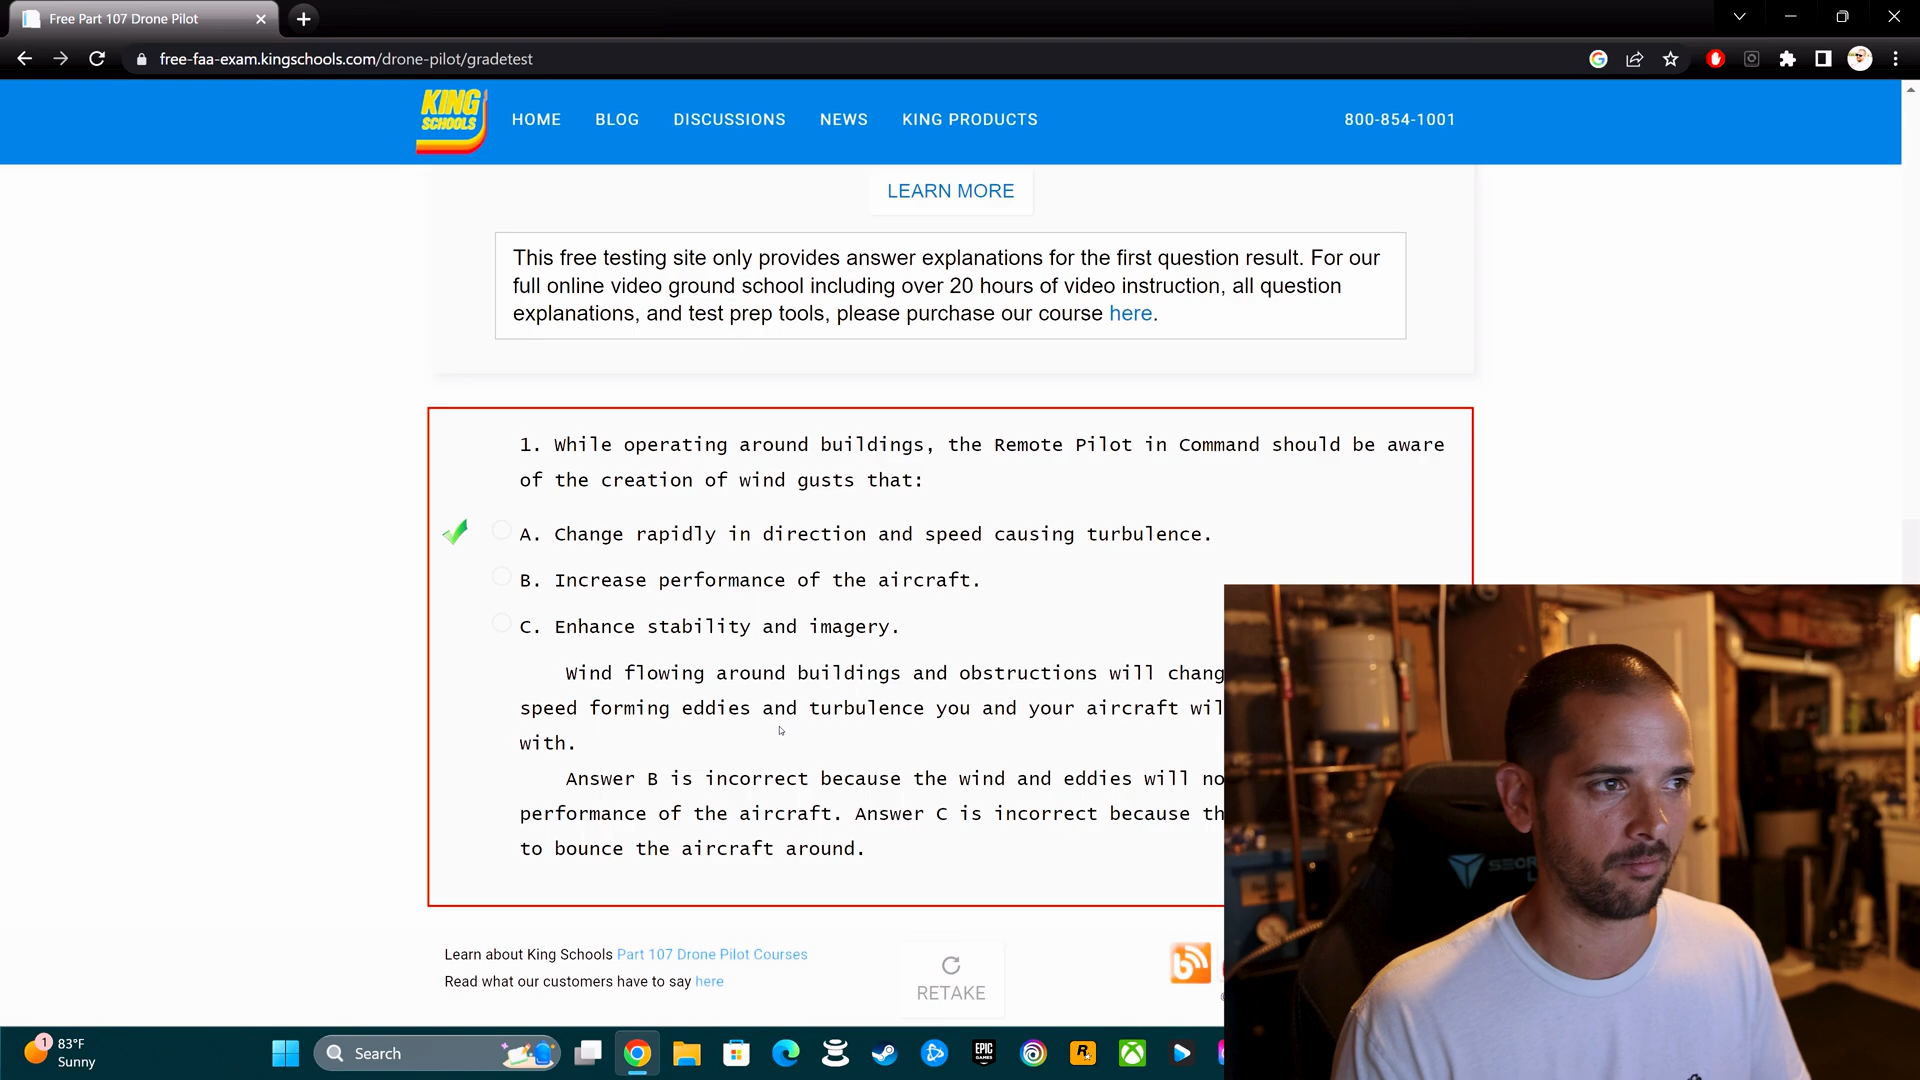 Free Part 107 Drone Pilot
free-faa-exam.kingschools.com/drone-pilot/gradetest
KING
SCHOOLS
HOME
BLOG
DISCUSSIONS
NEWS
KING PRODUCTS
800-854-1001
LEARN MORE
This free testing site only provides answer explanations for the first question result. For our
full online video ground school including over 20 hours of video instruction, all question
explanations, and test prep tools, please purchase our course here.
1. While operating around buildings, the Remote Pilot in Command should be aware
of the creation of wind gusts that:
A. Change rapidly in direction and speed causing turbulence.
B. Increase performance of the aircraft.
C. Enhance stability and imagery.
Wind flowing around buildings and obstructions will chang
speed forming eddies and turbulence you and your aircraft wil
with.
Answer B is incorrect because the wind and eddies will no
performance of the aircraft. Answer C is incorrect because th
to bounce the aircraft around.
Learn about King Schools Part 107 Drone Pilot Courses
Read what our customers have to say here
RETAKE
1
83°F
Sunny
Search
EPIC
GAMES